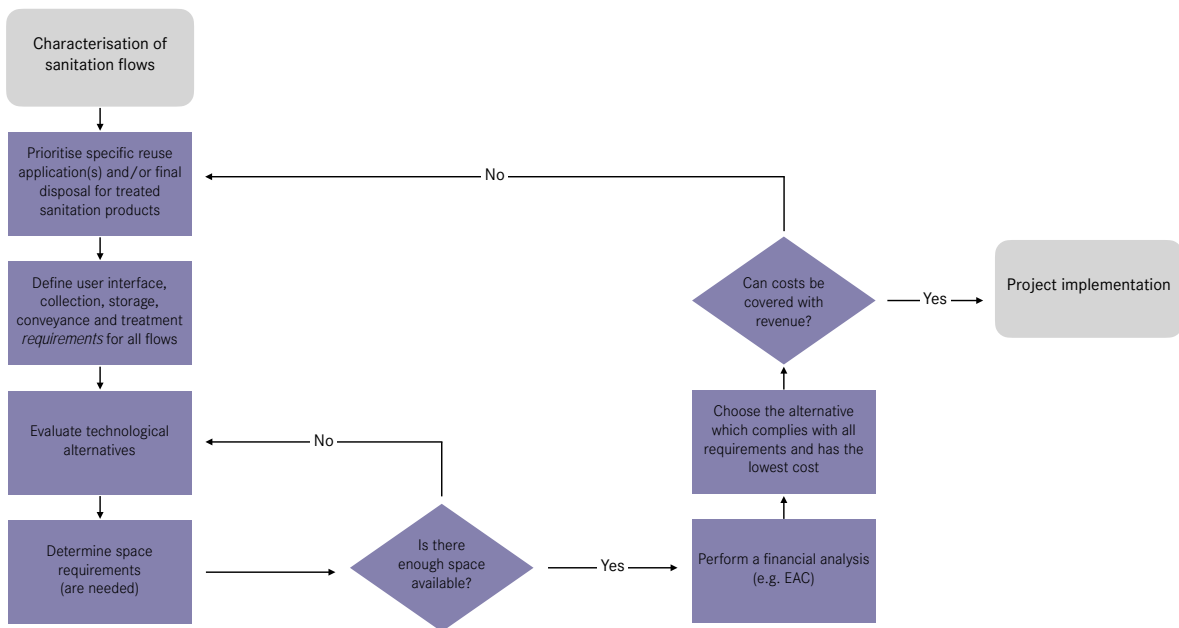 Characterisation of
sanitation flows
Prioritise specific reuse
application(s) and/or final
disposal for treated
sanitation products
Define user interface,
collection, storage,
conveyance and treatment
requirements for all flows
Evaluate technological
alternatives
Determine space
requirements
(are needed)
Is there
enough space
available?
No
Yes
Perform a financial analysis
(e.g. EAC)
Choose the alternative
which complies with all
requirements and has the
lowest cost
Can costs be
covered with
revenue?
No
Yes
Project implementation